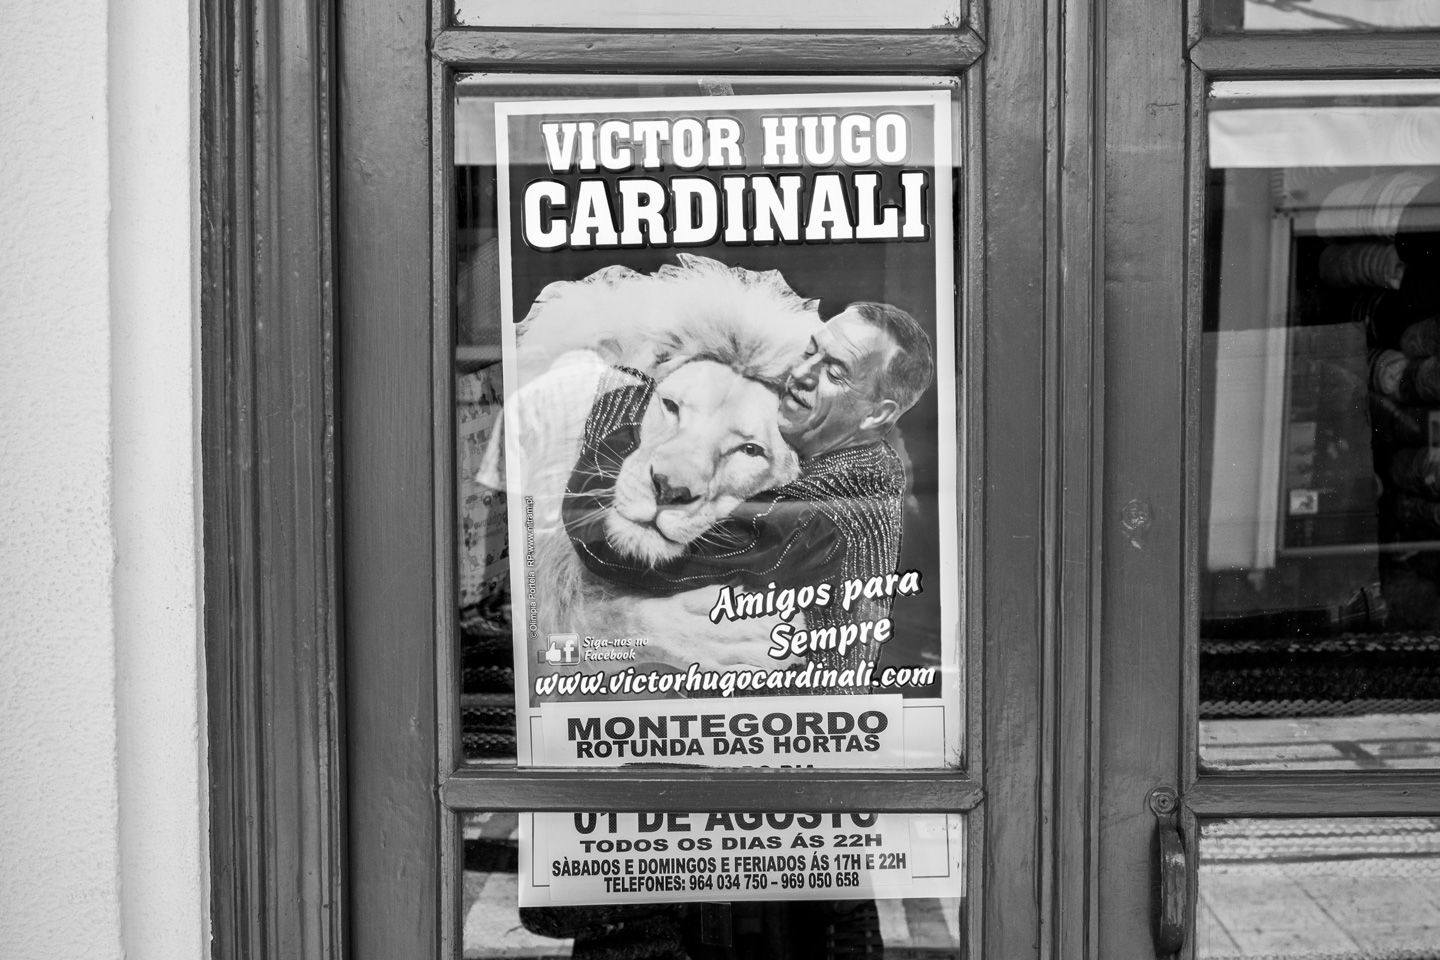 VICTOR HUGO
CARDINALI
Amigos para
Sempre
Siga-nos no
Facebook
www.victorhugocardinali.com
MONTEGORDO
ROTUNDA DAS HORTAS
01 DE AGOSTO
TODOS OS DIAS ÁS 22H
SÀBADOS E DOMINGOS E FERIADOS ÁS 17H E 22H
TELEFONES: 964 034 750 – 969 050 658